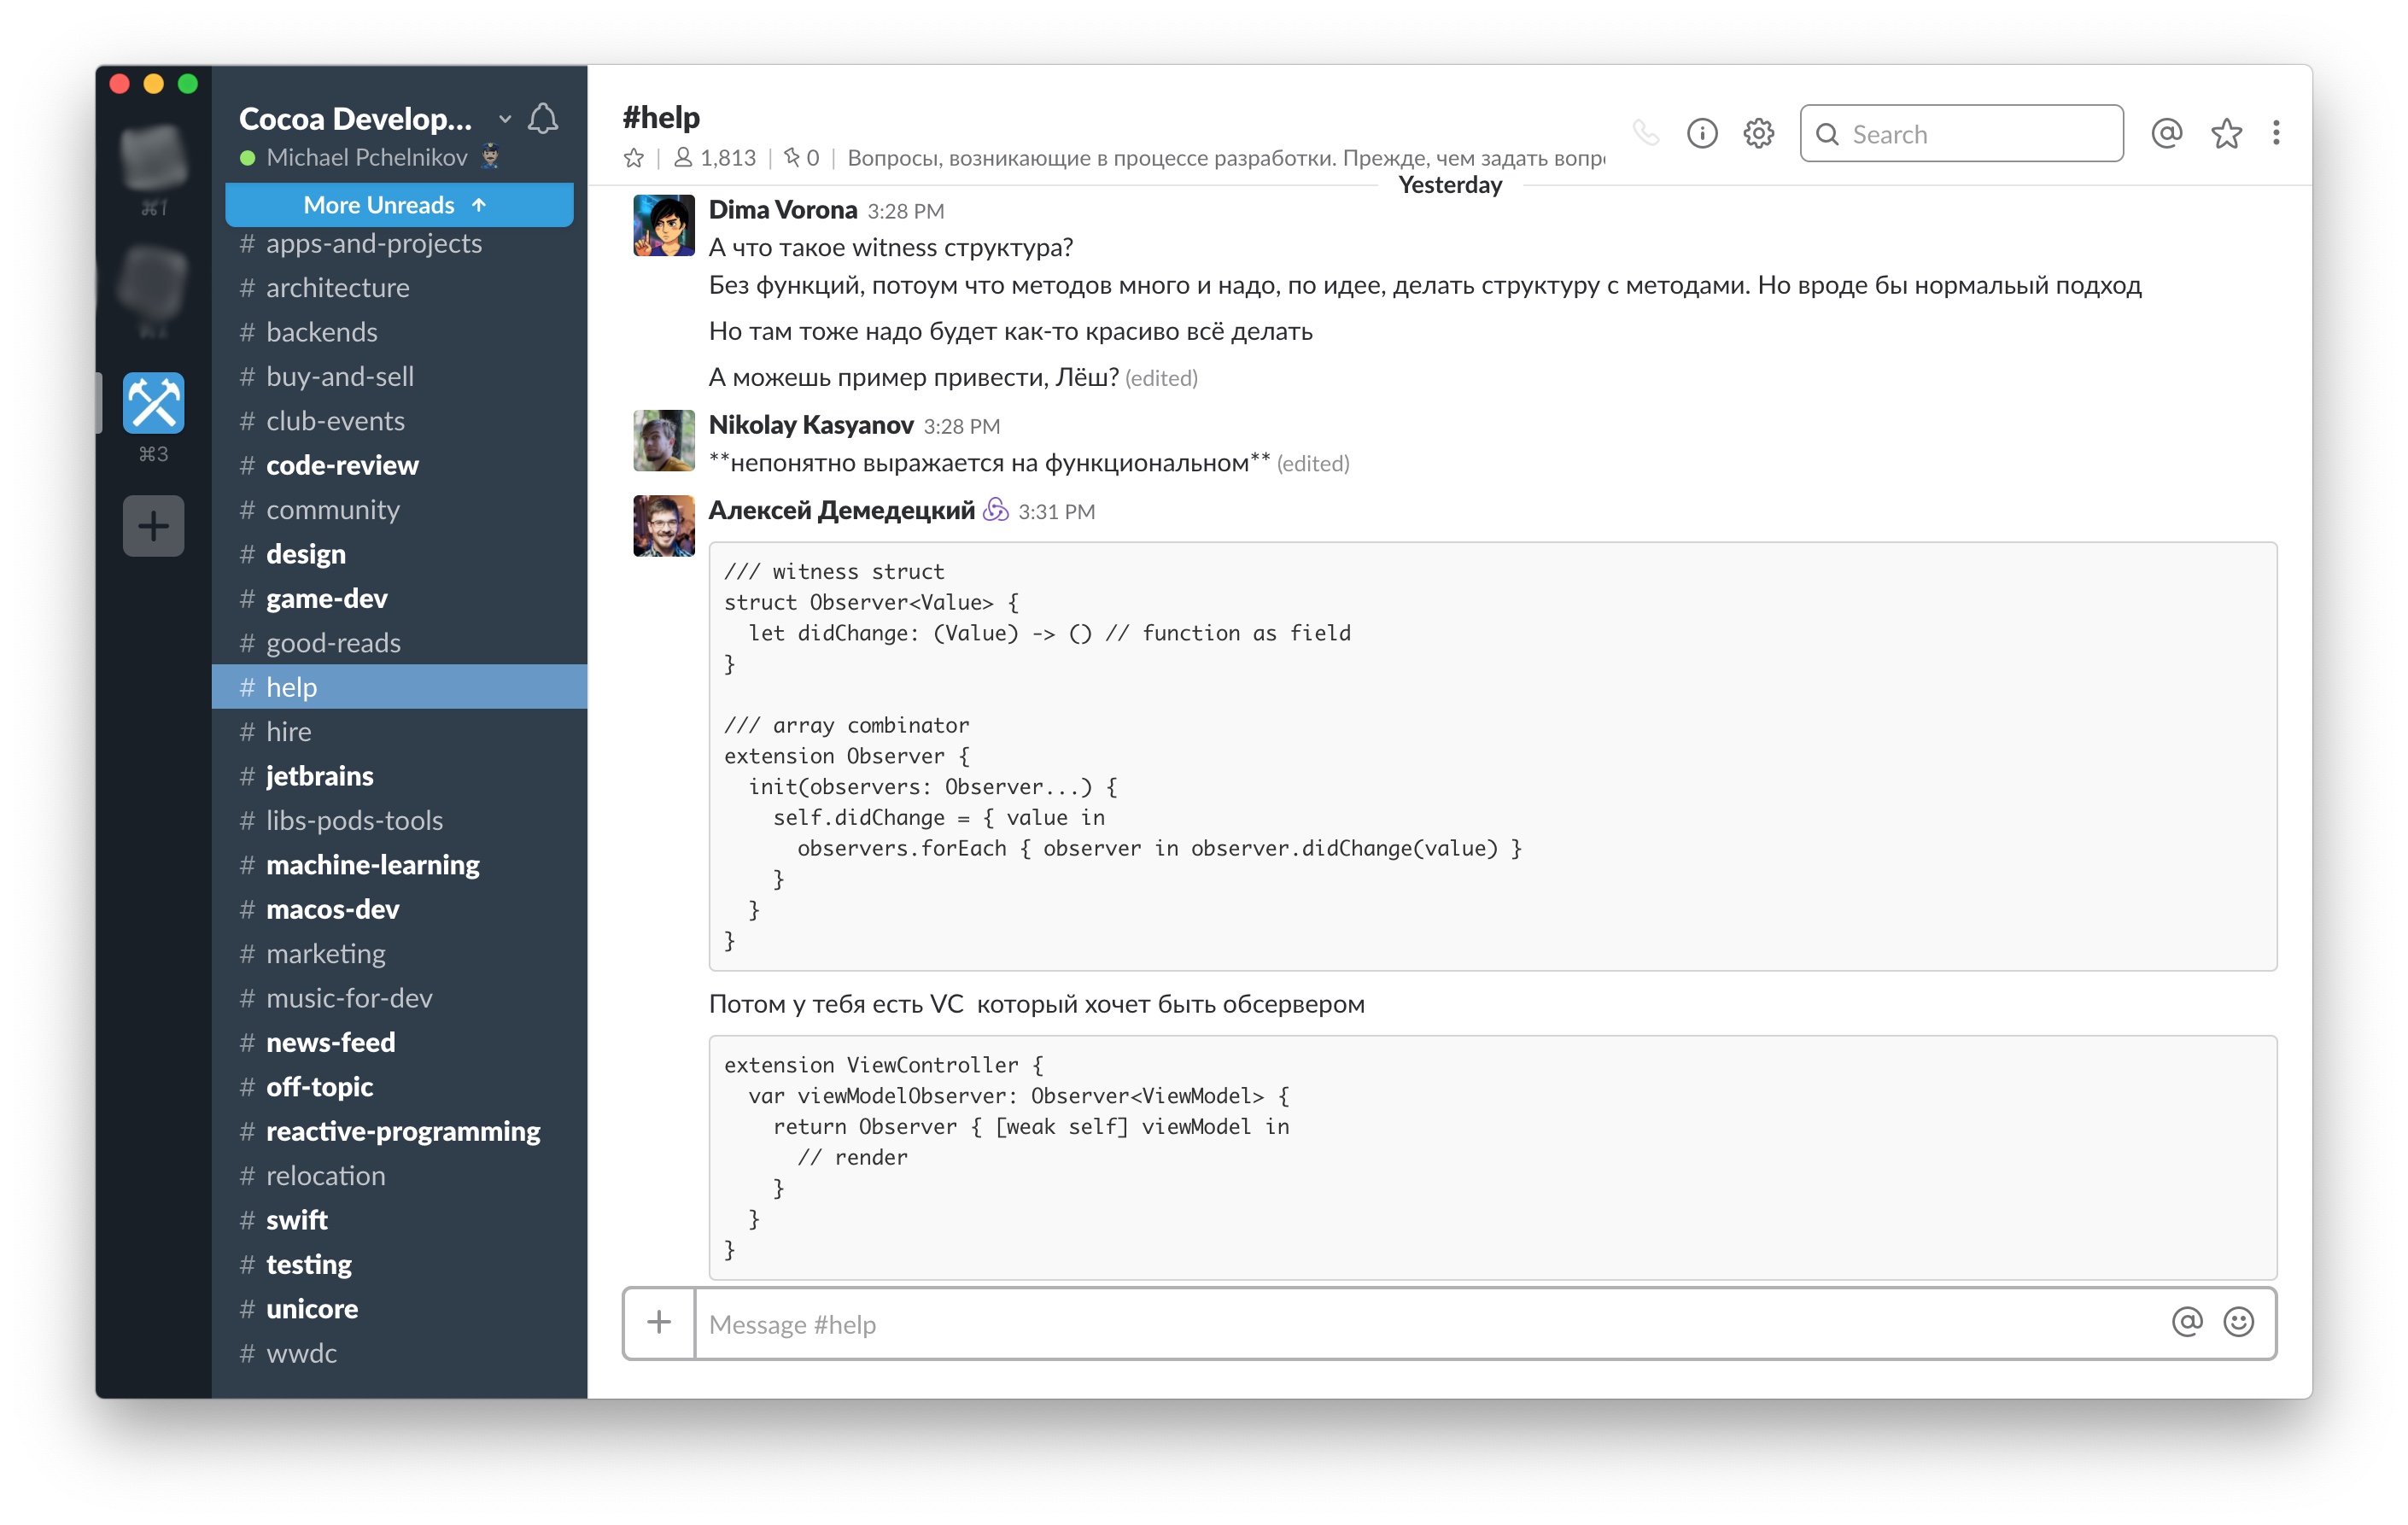 Cocoa Develop...
Michael Pchelnikov
More Unreads ↑
# apps-and-projects
# architecture
# backends
# buy-and-sell
# club-events
# code-review
# community
# design
# game-dev
# good-reads
# help
# hire
# jetbrains
# libs-pods-tools
# machine-learning
# macos-dev
# marketing
# music-for-dev
# news-feed
# off-topic
# reactive-programming
# relocation
# swift
# testing
# unicore
# wwdc
⌘1
⌘3
#help
1,813 | 0 | Вопросы, возникающие в процессе разработки. Прежде, чем задать вопр
Search
Yesterday
Dima Vorona 3:28 PM
А что такое witness структура?
Без функций, потоум что методов много и надо, по идее, делать структуру с методами. Но вроде бы нормальый подход
Но там тоже надо будет как-то красиво всё делать
А можешь пример привести, Лёш? (edited)
Nikolay Kasyanov 3:28 PM
**непонятно выражается на функциональном** (edited)
Алексей Демедецкий 3:31 PM
/// witness struct
struct Observer<Value> {
  let didChange: (Value) -> () // function as field
}
/// array combinator
extension Observer {
  init(observers: Observer...) {
    self.didChange = { value in
      observers.forEach { observer in observer.didChange(value) }
    }
  }
}
Потом у тебя есть VC  который хочет быть обсервером
extension ViewController {
  var viewModelObserver: Observer<ViewModel> {
    return Observer { [weak self] viewModel in
      // render
    }
  }
}
Message #help